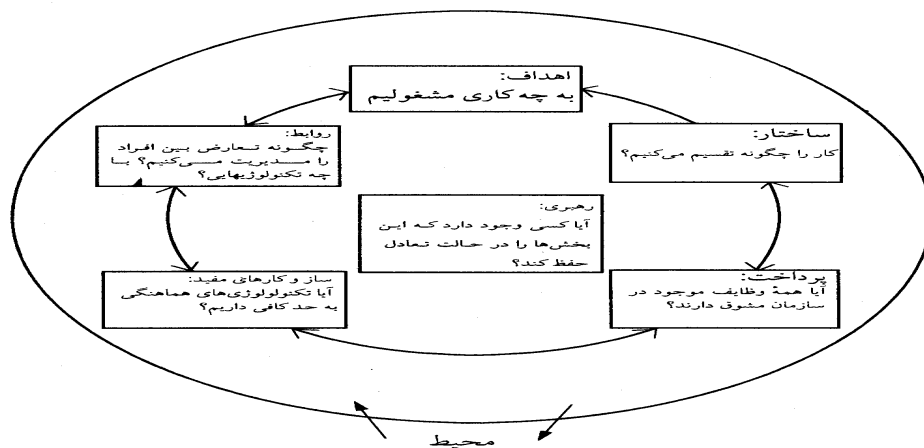 اهداف:
به چه کاری مشغولیم
ساختار:
کار را چگونه تقسیم می‌کنیم؟
روابط:
چگونه تعارض بین افراد
را مدیریت می‌کنیم؟ با
چه تکنولوژیهایی؟
رهبری:
آیا کسی وجود دارد که این
بخش‌ها را در حالت تعادل
حفظ کند؟
پرداخت:
آیا همهٔ وظایف موجود در
سازمان مشوق دارند؟
ساز و کارهای مفید:
آیا تکنولولوژی‌های هماهنگی
به حد کافی داریم؟
محیط